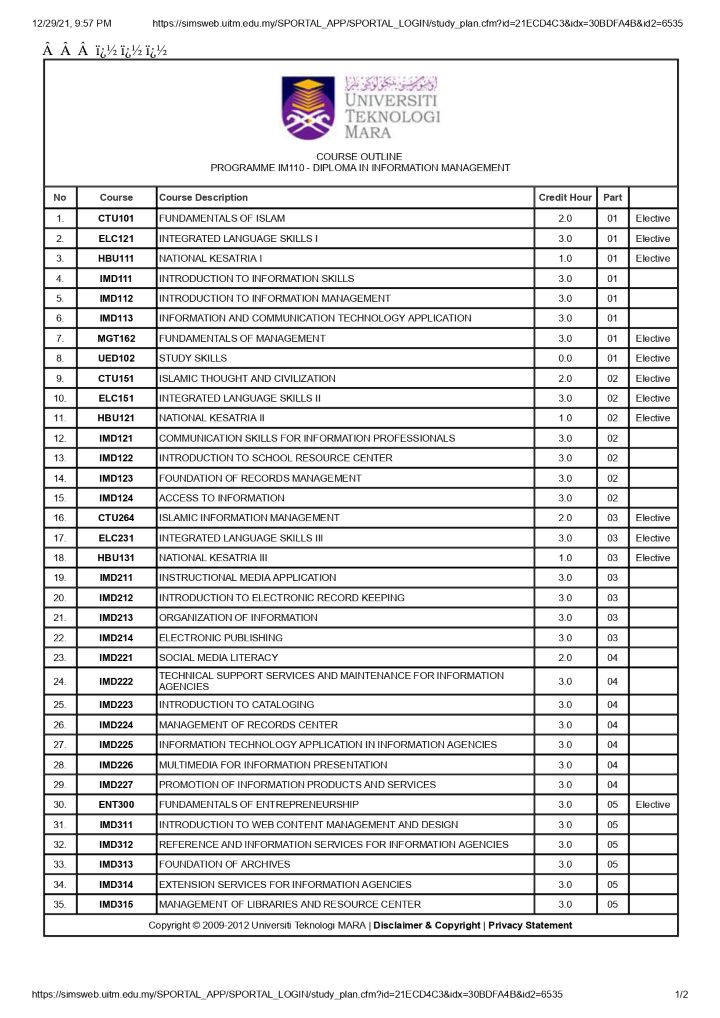 12/29/21, 9:57 PM https://simsweb.uitm.edu.my/SPORTAL_APP/SPORTAL_LOGIN/study_plan.cfm?id=21ECD4C3&idx=30BDFA4B&id2=6535
Â Â Â ï¿½ ï¿½ ï¿½
UNIVERSITI
TEKNOLOGI
MARA
COURSE OUTLINE
PROGRAMME IM110 - DIPLOMA IN INFORMATION MANAGEMENT
No Course Course Description Credit Hour Part
1. CTU101 FUNDAMENTALS OF ISLAM 2.0 01 Elective
2. ELC121 INTEGRATED LANGUAGE SKILLS I 3.0 01 Elective
3. HBU111 NATIONAL KESATRIA I 1.0 01 Elective
4. IMD111 INTRODUCTION TO INFORMATION SKILLS 3.0 01
5. IMD112 INTRODUCTION TO INFORMATION MANAGEMENT 3.0 01
6. IMD113 INFORMATION AND COMMUNICATION TECHNOLOGY APPLICATION 3.0 01
7. MGT162 FUNDAMENTALS OF MANAGEMENT 3.0 01 Elective
8. UED102 STUDY SKILLS 0.0 01 Elective
9. CTU151 ISLAMIC THOUGHT AND CIVILIZATION 2.0 02 Elective
10. ELC151 INTEGRATED LANGUAGE SKILLS II 3.0 02 Elective
11. HBU121 NATIONAL KESATRIA II 1.0 02 Elective
12. IMD121 COMMUNICATION SKILLS FOR INFORMATION PROFESSIONALS 3.0 02
13. IMD122 INTRODUCTION TO SCHOOL RESOURCE CENTER 3.0 02
14. IMD123 FOUNDATION OF RECORDS MANAGEMENT 3.0 02
15. IMD124 ACCESS TO INFORMATION 3.0 02
16. CTU264 ISLAMIC INFORMATION MANAGEMENT 2.0 03 Elective
17. ELC231 INTEGRATED LANGUAGE SKILLS III 3.0 03 Elective
18. HBU131 NATIONAL KESATRIA III 1.0 03 Elective
19. IMD211 INSTRUCTIONAL MEDIA APPLICATION 3.0 03
20. IMD212 INTRODUCTION TO ELECTRONIC RECORD KEEPING 3.0 03
21. IMD213 ORGANIZATION OF INFORMATION 3.0 03
22. IMD214 ELECTRONIC PUBLISHING 3.0 03
23. IMD221 SOCIAL MEDIA LITERACY 2.0 04
24. IMD222 TECHNICAL SUPPORT SERVICES AND MAINTENANCE FOR INFORMATION
AGENCIES 3.0 04
25. IMD223 INTRODUCTION TO CATALOGING 3.0 04
26. IMD224 MANAGEMENT OF RECORDS CENTER 3.0 04
27. IMD225 INFORMATION TECHNOLOGY APPLICATION IN INFORMATION AGENCIES 3.0 04
28. IMD226 MULTIMEDIA FOR INFORMATION PRESENTATION 3.0 04
29. IMD227 PROMOTION OF INFORMATION PRODUCTS AND SERVICES 3.0 04
30. ENT300 FUNDAMENTALS OF ENTREPRENEURSHIP 3.0 05 Elective
31. IMD311 INTRODUCTION TO WEB CONTENT MANAGEMENT AND DESIGN 3.0 05
32. IMD312 REFERENCE AND INFORMATION SERVICES FOR INFORMATION AGENCIES 3.0 05
33. IMD313 FOUNDATION OF ARCHIVES 3.0 05
34. IMD314 EXTENSION SERVICES FOR INFORMATION AGENCIES 3.0 05
35. IMD315 MANAGEMENT OF LIBRARIES AND RESOURCE CENTER 3.0 05
Copyright © 2009-2012 Universiti Teknologi MARA | Disclaimer & Copyright | Privacy Statement
https://simsweb.uitm.edu.my/SPORTAL_APP/SPORTAL_LOGIN/study_plan.cfm?id=21ECD4C3&idx=30BDFA4B&id2=6535 1/2